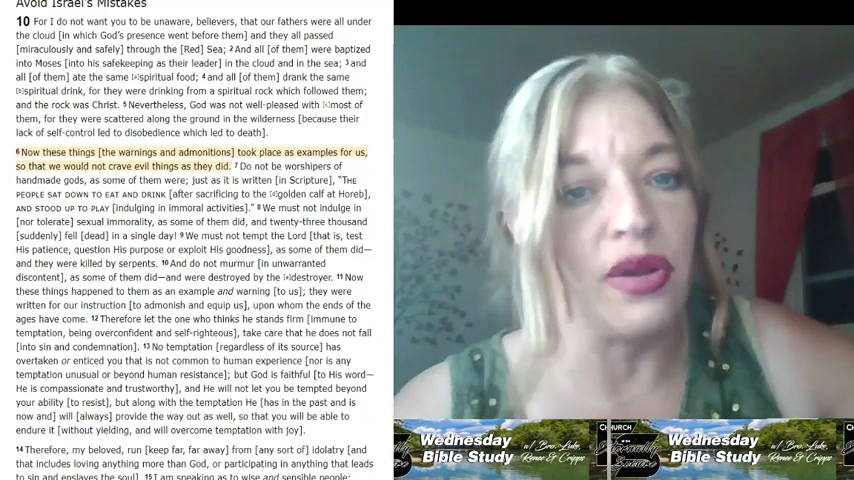 Avoid Israel's Mistakes
10 For I do not want you to be unaware, believers, that our fathers were all under
the cloud [in which God's presence went before them] and they all passed
[miraculously and safely] through the [Red] Sea; 2 And all [of them] were baptized
into Moses [into his safekeeping as their leader] in the cloud and in the sea; 3 and
all [of them] ate the same [a]spiritual food; 4 and all [of them] drank the same
[b]spiritual drink, for they were drinking from a spiritual rock which followed them;
and the rock was Christ. 5 Nevertheless, God was not well-pleased with [c]most of
them, for they were scattered along the ground in the wilderness [because their
lack of self-control led to disobedience which led to death].
6 Now these things [the warnings and admonitions] took place as examples for us,
so that we would not crave evil things as they did. 7 Do not be worshipers of
handmade gods, as some of them were; just as it is written [in Scripture], "THE
PEOPLE SAT DOWN TO EAT AND DRINK [after sacrificing to the [d]golden calf at Horeb],
AND STOOD UP TO PLAY [indulging in immoral activities]." 8 We must not indulge in
[nor tolerate] sexual immorality, as some of them did, and twenty-three thousand
[suddenly] fell [dead] in a single day! 9 We must not tempt the Lord [that is, test
His patience, question His purpose or exploit His goodness], as some of them did—
and they were killed by serpents. 10 And do not murmur [in unwarranted
discontent], as some of them did—and were destroyed by the [e]destroyer. 11 Now
these things happened to them as an example and warning [to us]; they were
written for our instruction [to admonish and equip us], upon whom the ends of the
ages have come. 12 Therefore let the one who thinks he stands firm [immune to
temptation, being overconfident and self-righteous], take care that he does not fall
[into sin and condemnation]. 13 No temptation [regardless of its source] has
overtaken or enticed you that is not common to human experience [nor is any
temptation unusual or beyond human resistance]; but God is faithful [to His word—
He is compassionate and trustworthy], and He will not let you be tempted beyond
your ability [to resist], but along with the temptation He [has in the past and is
now and] will [always] provide the way out as well, so that you will be able to
endure it [without yielding, and will overcome temptation with joy].
14 Therefore, my beloved, run [keep far, far away] from [any sort of] idolatry [and
that includes loving anything more than God, or participating in anything that leads
to sin and enslaves the soul]. 15 I am speaking as to wise and sensible people;
Wednesday
Bible Study
w/ Bro. Luke,
Renee & Cripps
CHURCH
OF THE
Eternally
Secure
Wednesday
Bible Study
w/ Bro. Luke,
Renee & Cripps
CH